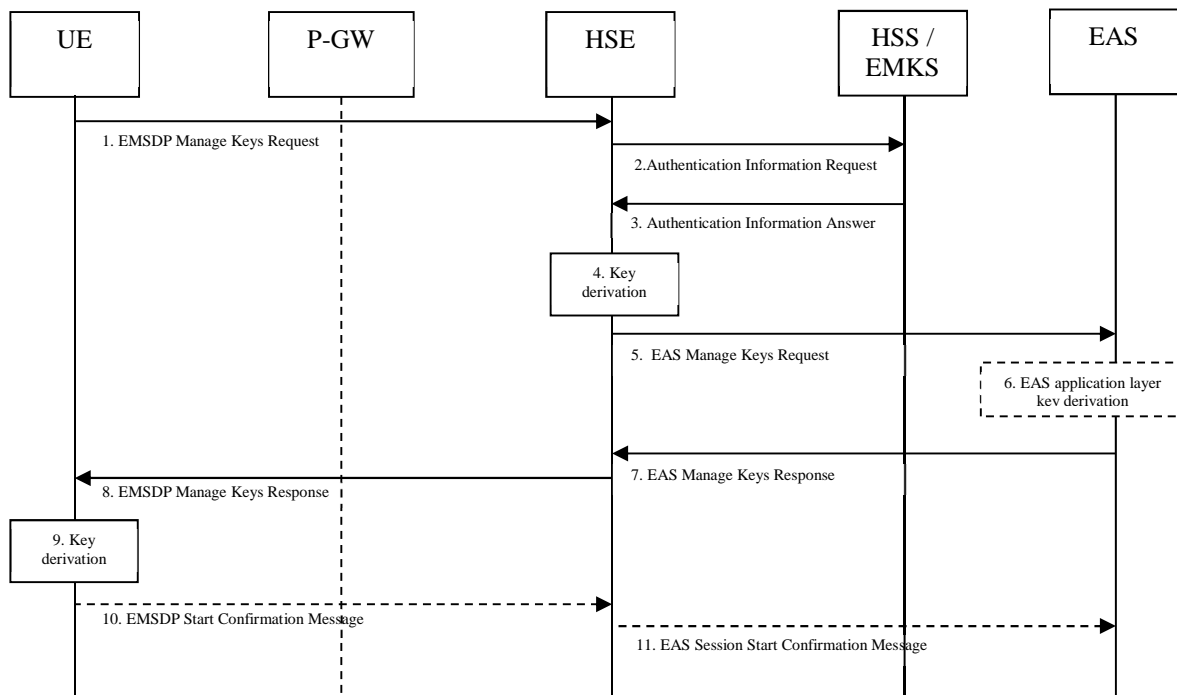 UE
P-GW
HSE
HSS /
EMKS
EAS
1. EMSDP Manage Keys Request
2.Authentication Information Request
3. Authentication Information Answer
4. Key
derivation
5. EAS Manage Keys Request
6. EAS application layer
key derivation
7. EAS Manage Keys Response
8. EMSDP Manage Keys Response
9. Key
derivation
10. EMSDP Start Confirmation Message
11. EAS Session Start Confirmation Message